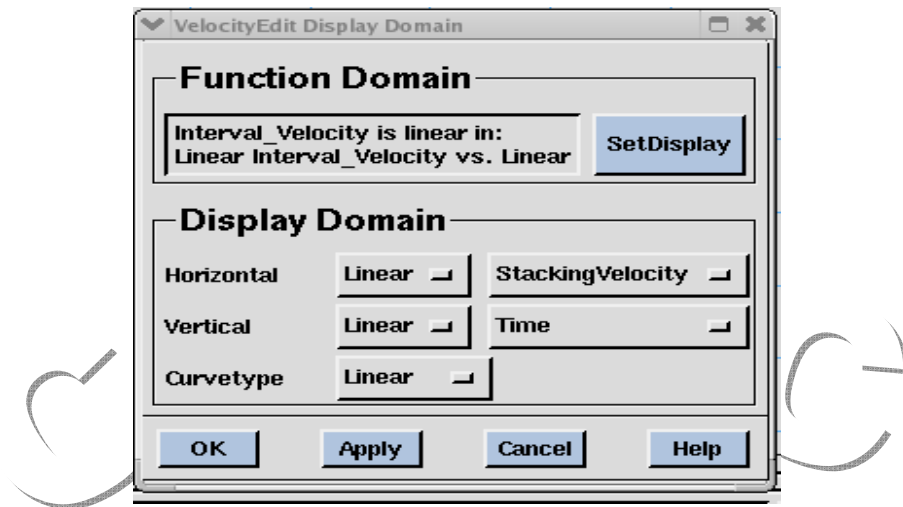 VelocityEdit Display Domain
Function Domain
Interval_Velocity is linear in:
Linear Interval_Velocity vs. Linear
SetDisplay
Display Domain
Horizontal Linear StackingVelocity
Vertical Linear Time
Curvetype Linear
OK Apply Cancel Help